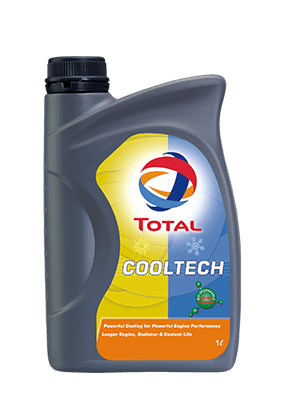 TOTAL
COOLTECH
Powerful Cooling for Powerful Engine Performance
Longer Engine, Radiator & Coolant Life
1ℓ